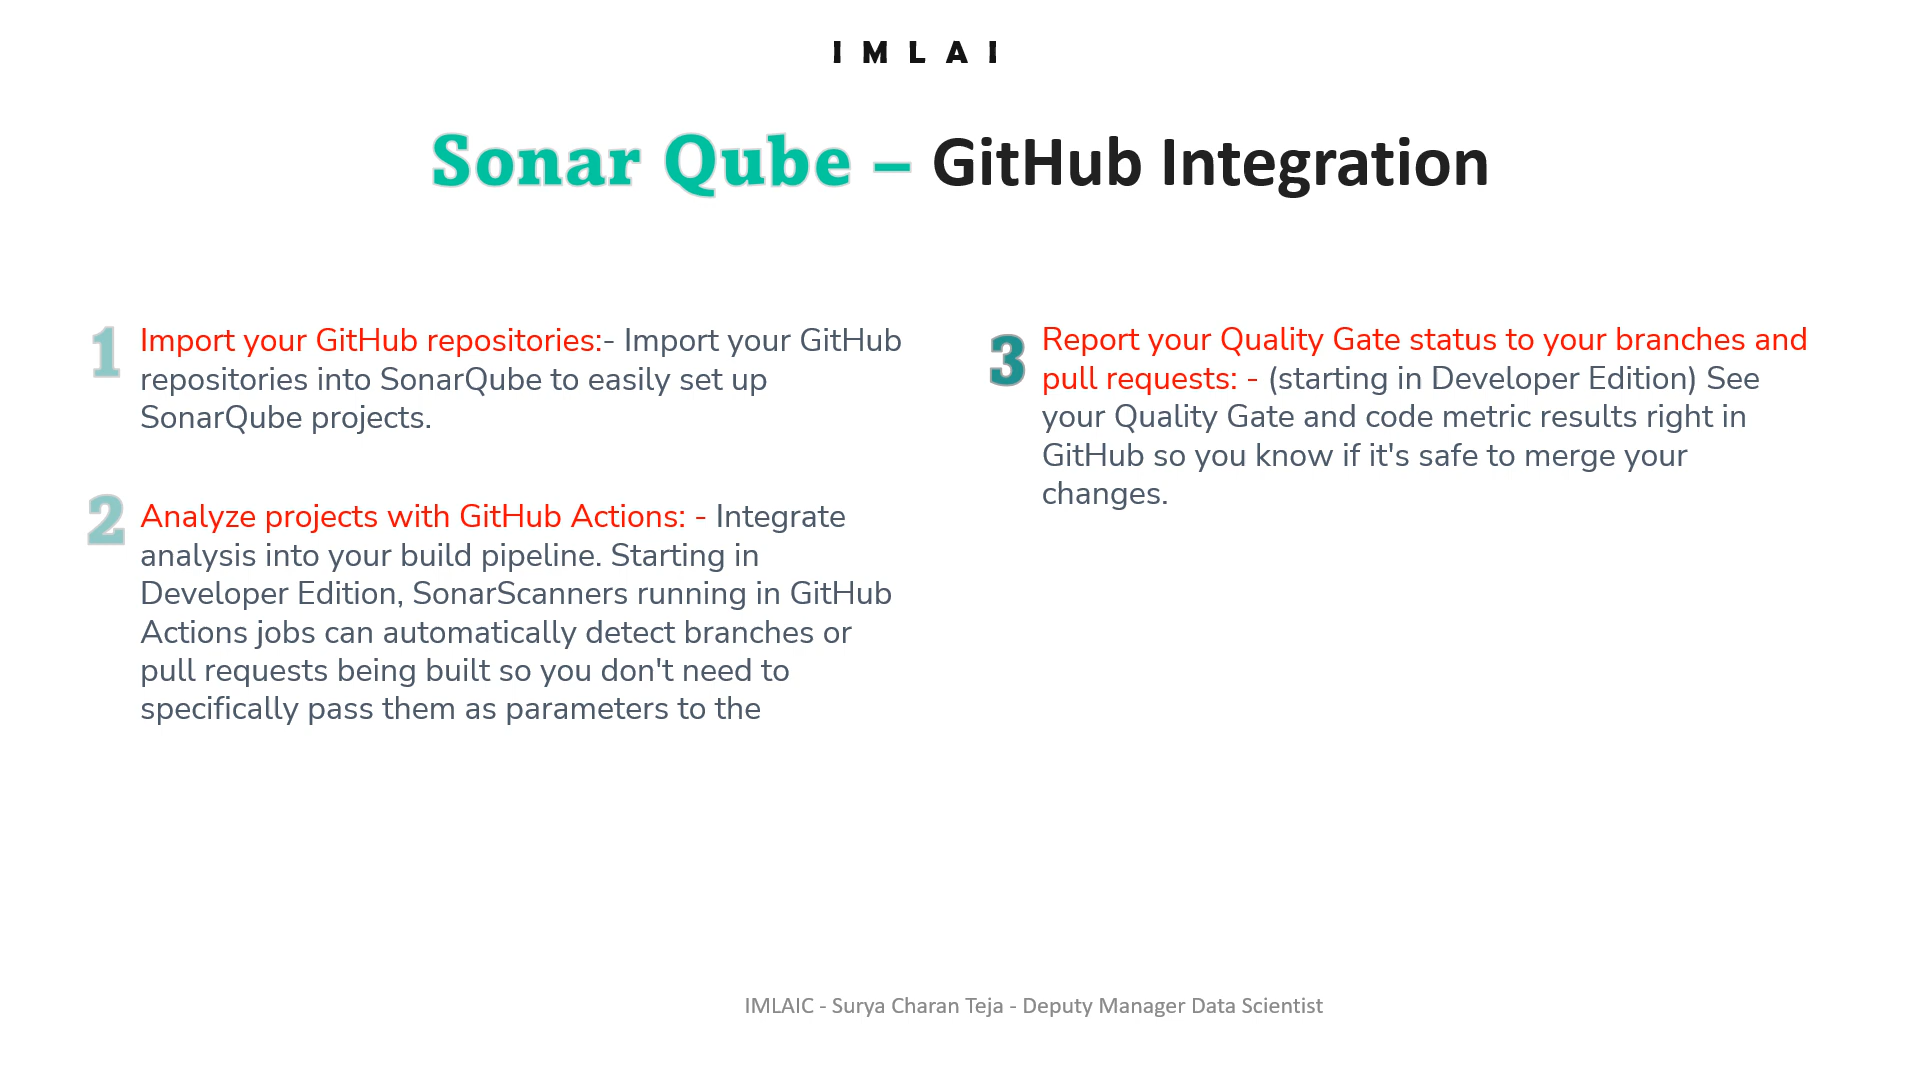 IMLAI
Sonar Qube – GitHub Integration
1
Import your GitHub repositories:- Import your GitHub
repositories into SonarQube to easily set up
SonarQube projects.
2
Analyze projects with GitHub Actions: - Integrate
analysis into your build pipeline. Starting in
Developer Edition, SonarScanners running in GitHub
Actions jobs can automatically detect branches or
pull requests being built so you don't need to
specifically pass them as parameters to the
3
Report your Quality Gate status to your branches and
pull requests: - (starting in Developer Edition) See
your Quality Gate and code metric results right in
GitHub so you know if it's safe to merge your
changes.
IMLAIC - Surya Charan Teja - Deputy Manager Data Scientist